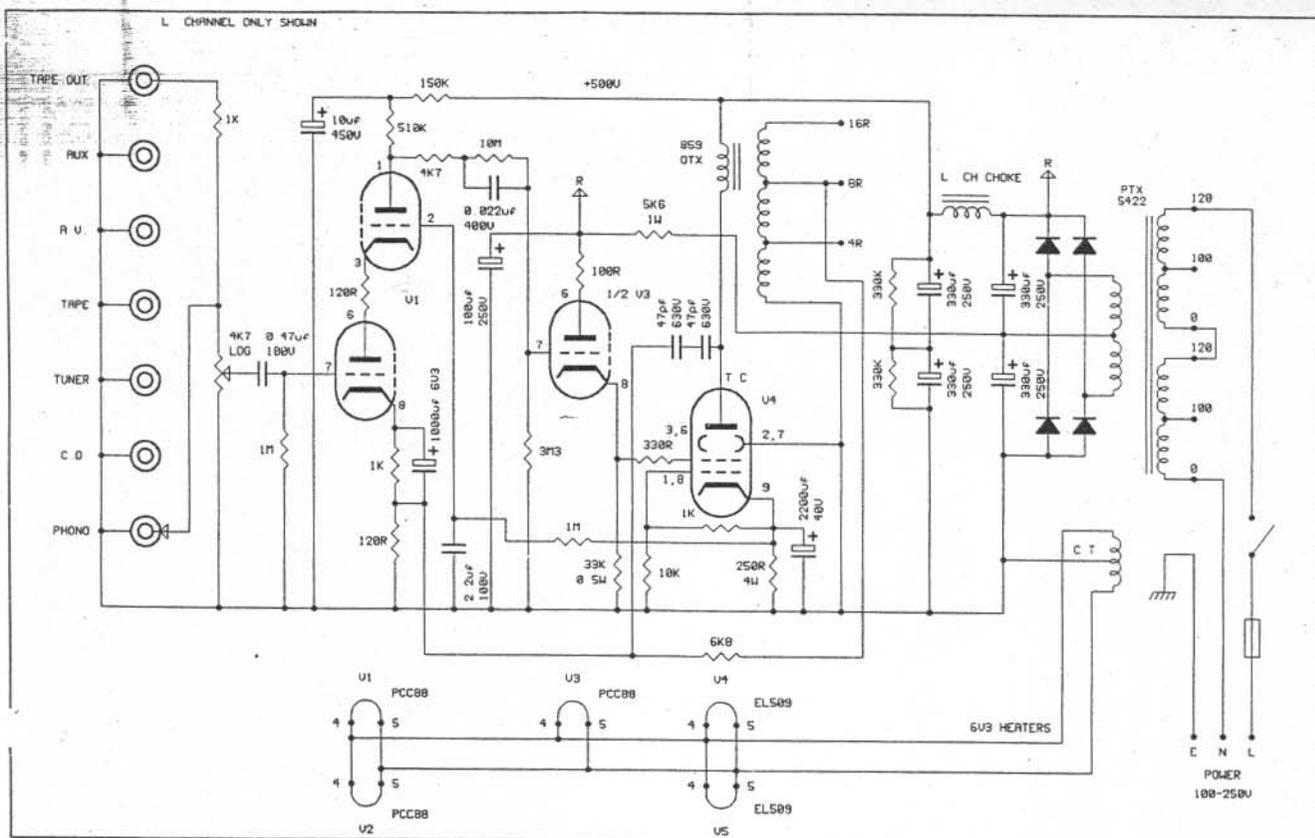 L CHANNEL ONLY SHOWN
TAPE OUT
AUX
A V.
TAPE
TUNER
C.D
PHONO
1K
4K7
LOG
0 47uf
100V
1M
10uf
450V
150K
510K
+500V
1
2
3
V1
120R
6
7
8
1000uf 6V3
1K
120R
4K7
10M
0.022uf
400V
R
100uf
250V
100R
6
1/2 V3
7
8
5K6
1W
3M3
2 2uf
100V
1M
33K
0 5W
330R
47pf
630V
47pf
630V
859
OTX
16R
8R
4R
T C
V4
3,6
2,7
1,8
9
1K
10K
250R
4W
2200uf
40V
6K8
L CH CHOKE
R
330K
330K
330uf
250V
330uf
250V
330uf
250V
330uf
250V
PTX
5422
120
100
0
120
100
0
C T
V1
PCC88
4
5
4
5
PCC88
V2
V3
PCC88
4
5
V4
EL509
4
5
4
5
EL509
V5
6V3 HEATERS
E
N
L
POWER
100-250V